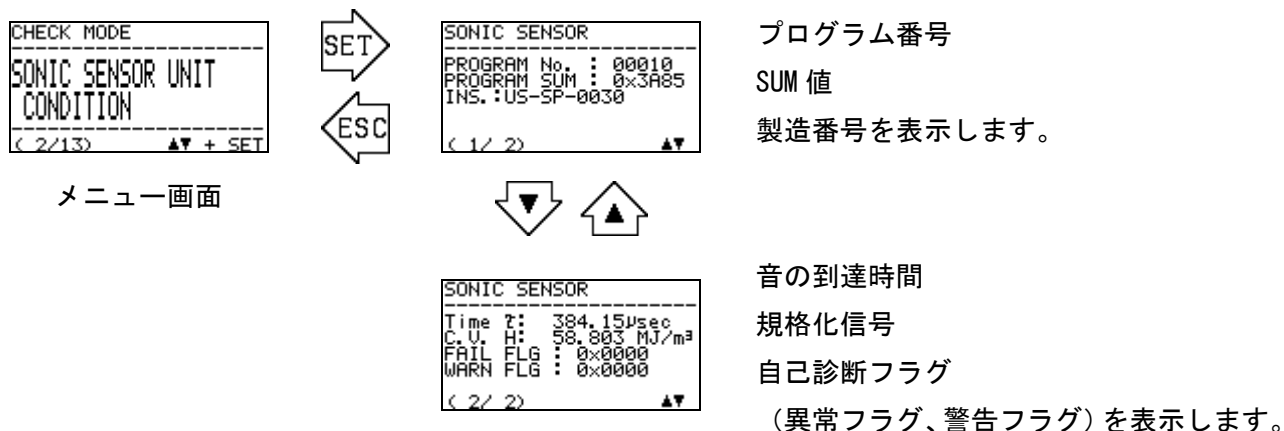 CHECK MODE
SONIC SENSOR UNIT
CONDITION
( 2/13) ▲▼ + SET
メニュー画面
SET
ESC
SONIC SENSOR
PROGRAM No. : 00010
PROGRAM SUM : 0x3A85
INS.:US-SP-0030
( 1/ 2) ▲▼
プログラム番号
SUM 値
製造番号を表示します。
▼ ▲
SONIC SENSOR
Time τ: 384.15μsec
C.V. H: 58.803 MJ/m³
FAIL FLG : 0x0000
WARN FLG : 0x0000
( 2/ 2) ▲▼
音の到達時間
規格化信号
自己診断フラグ
（異常フラグ、警告フラグ）を表示します。